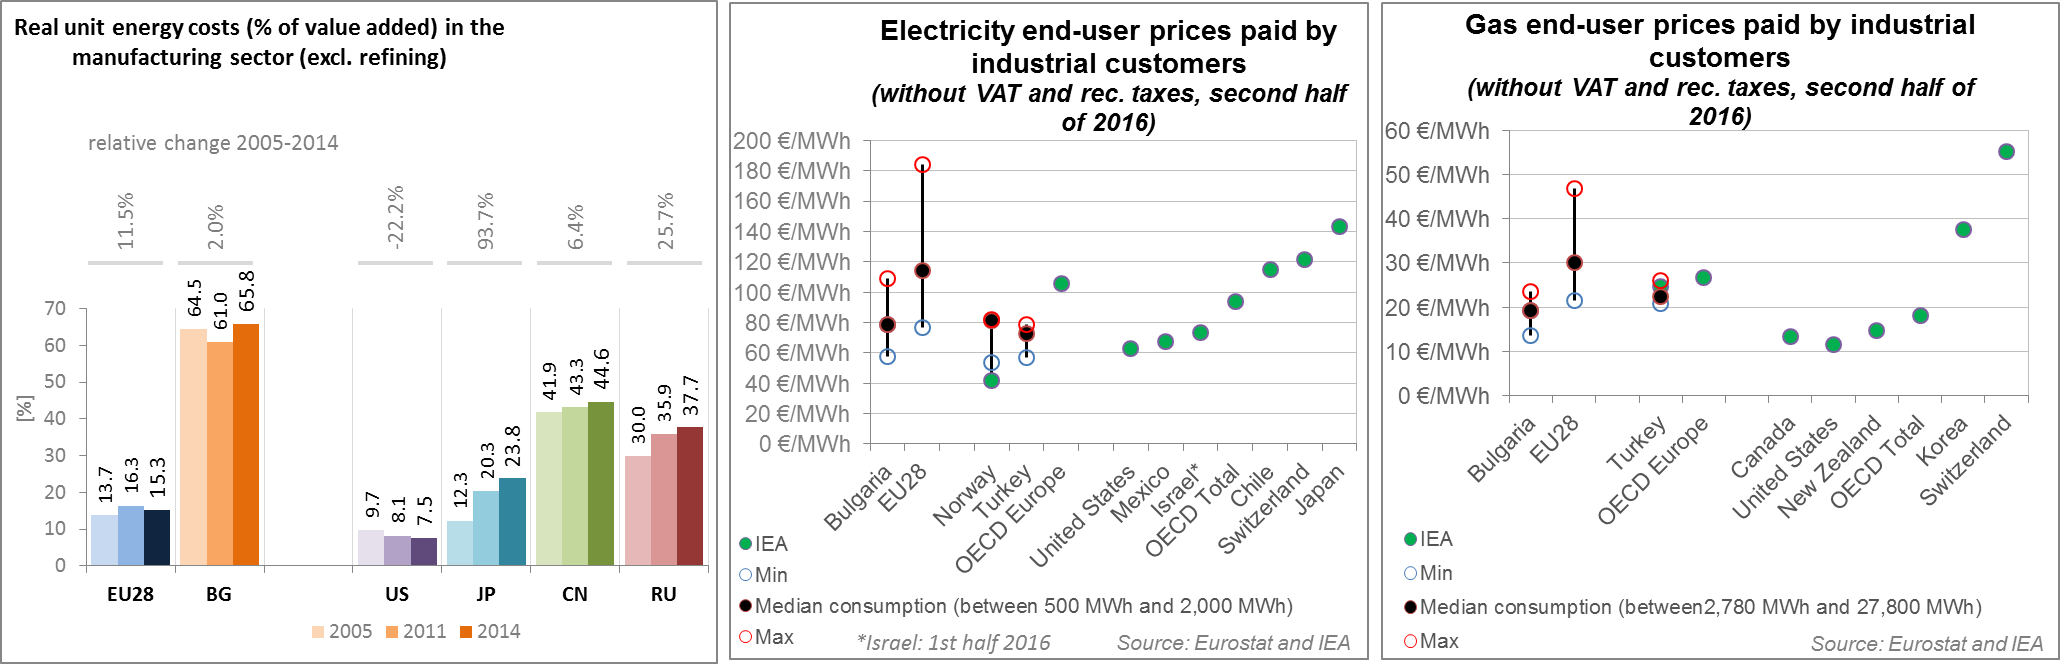 Real unit energy costs (% of value added) in the
manufacturing sector (excl. refining)
relative change 2005-2014
11.5%
2.0%
-22.2%
93.7%
6.4%
25.7%
[%]
70
60
50
40
30
20
10
0
13.7
16.3
15.3
64.5
61.0
65.8
9.7
8.1
7.5
12.3
20.3
23.8
41.9
43.3
44.6
30.0
35.9
37.7
EU28
BG
US
JP
CN
RU
2005
2011
2014
Electricity end-user prices paid by
industrial customers
(without VAT and rec. taxes, second half
of 2016)
200 €/MWh
180 €/MWh
160 €/MWh
140 €/MWh
120 €/MWh
100 €/MWh
80 €/MWh
60 €/MWh
40 €/MWh
20 €/MWh
0 €/MWh
Bulgaria
EU28
Norway
Turkey
OECD Europe
United States
Mexico
Israel*
OECD Total
Chile
Switzerland
Japan
IEA
Min
Median consumption (between 500 MWh and 2,000 MWh)
Max
*Israel: 1st half 2016
Source: Eurostat and IEA
Gas end-user prices paid by industrial
customers
(without VAT and rec. taxes, second half of
2016)
60 €/MWh
50 €/MWh
40 €/MWh
30 €/MWh
20 €/MWh
10 €/MWh
0 €/MWh
Bulgaria
EU28
Turkey
OECD Europe
Canada
United States
New Zealand
OECD Total
Korea
Switzerland
IEA
Min
Median consumption (between2,780 MWh and 27,800 MWh)
Max
Source: Eurostat and IEA